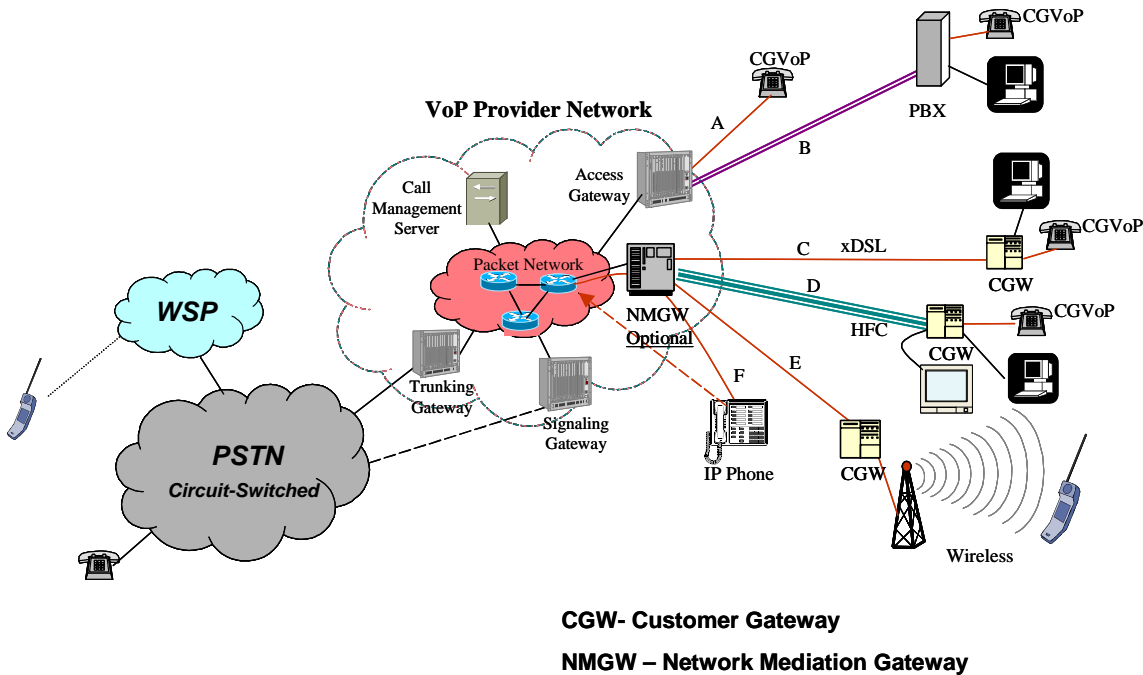 CGVoP
CGVoP
PBX
VoP Provider Network
A
B
Access
Gateway
Call
Management
Server
CGVoP
C
xDSL
Packet Network
CGW
D
WSP
NMGW
Optional
HFC
CGVoP
CGW
E
F
Trunking
Gateway
Signaling
Gateway
PSTN
Circuit-Switched
IP Phone
CGW
Wireless
CGW- Customer Gateway
NMGW – Network Mediation Gateway